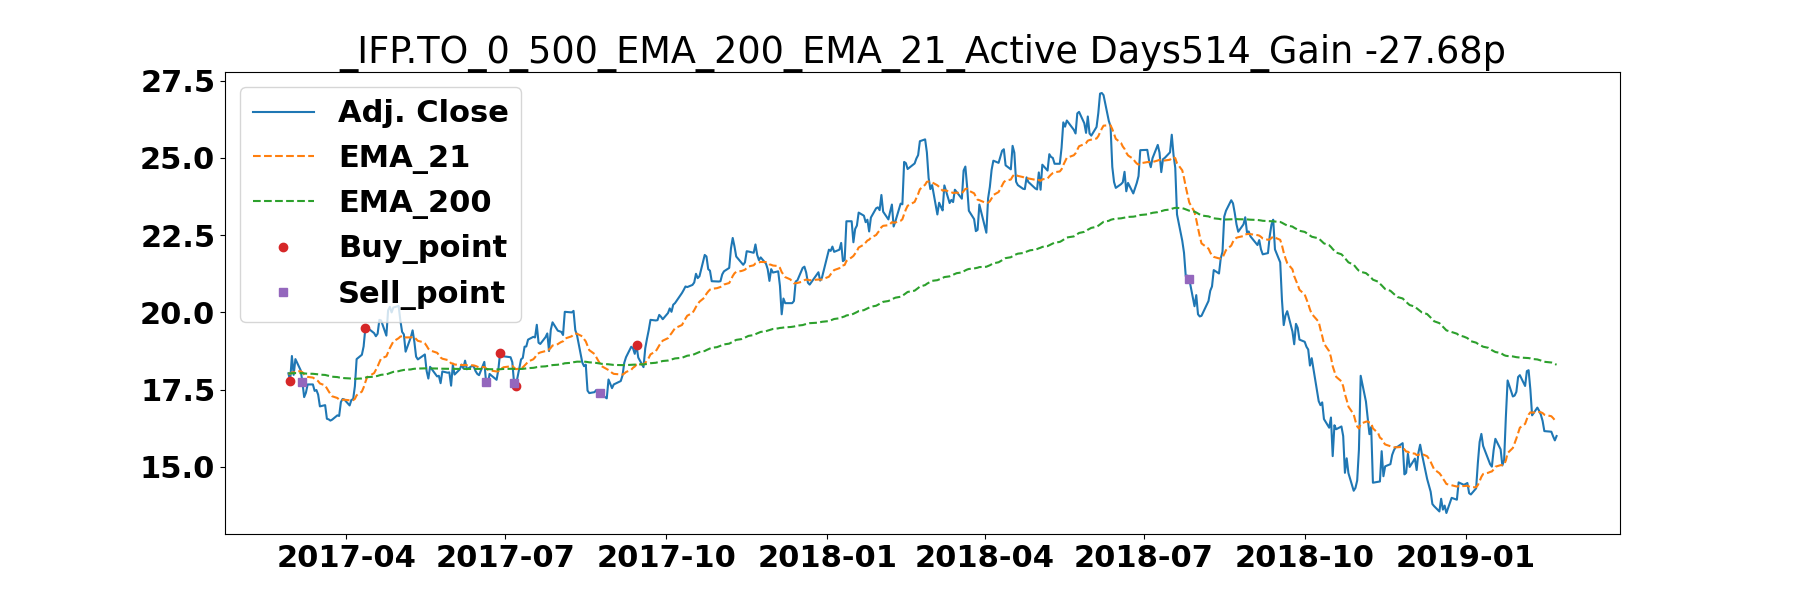 _IFP.TO_0_500_EMA_200_EMA_21_Active Days514_Gain -27.68p
27.5
25.0
22.5
20.0
17.5
15.0
Adj. Close
EMA_21
EMA_200
Buy_point
Sell_point
2017-04 2017-07 2017-10 2018-01 2018-04 2018-07 2018-10 2019-01